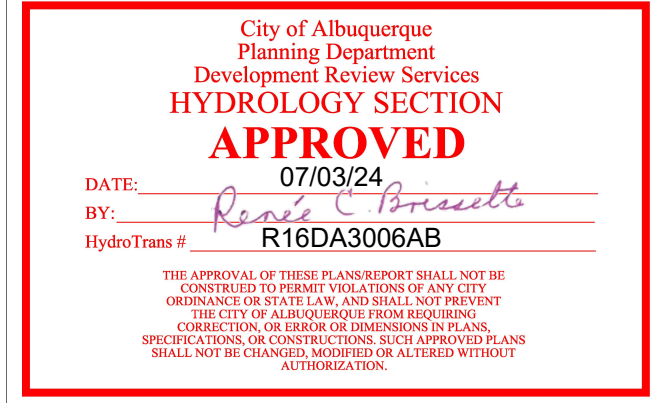 City of Albuquerque
Planning Department
Development Review Services
HYDROLOGY SECTION
APPROVED
DATE: 07/03/24
BY: Renée C. Brissette
HydroTrans # R16DA3006AB
THE APPROVAL OF THESE PLANS/REPORT SHALL NOT BE
CONSTRUED TO PERMIT VIOLATIONS OF ANY CITY
ORDINANCE OR STATE LAW, AND SHALL NOT PREVENT
THE CITY OF ALBUQUERQUE FROM REQUIRING
CORRECTION, OR ERROR OR DIMENSIONS IN PLANS,
SPECIFICATIONS, OR CONSTRUCTIONS. SUCH APPROVED PLANS
SHALL NOT BE CHANGED, MODIFIED OR ALTERED WITHOUT
AUTHORIZATION.